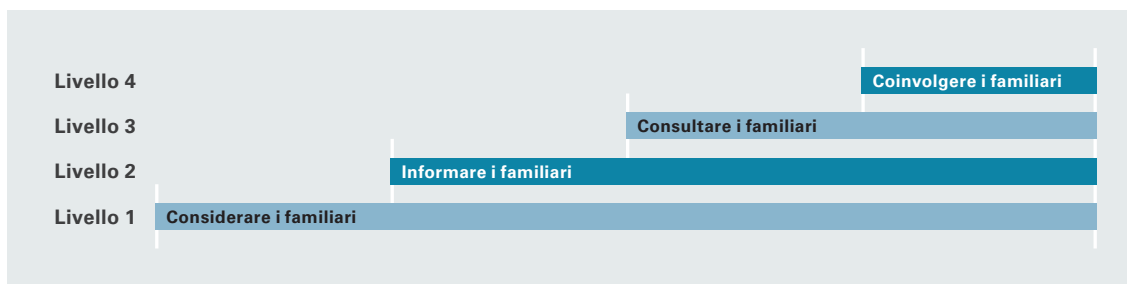 Livello 4 Coinvolgere i familiari
Livello 3 Consultare i familiari
Livello 2 Informare i familiari
Livello 1 Considerare i familiari